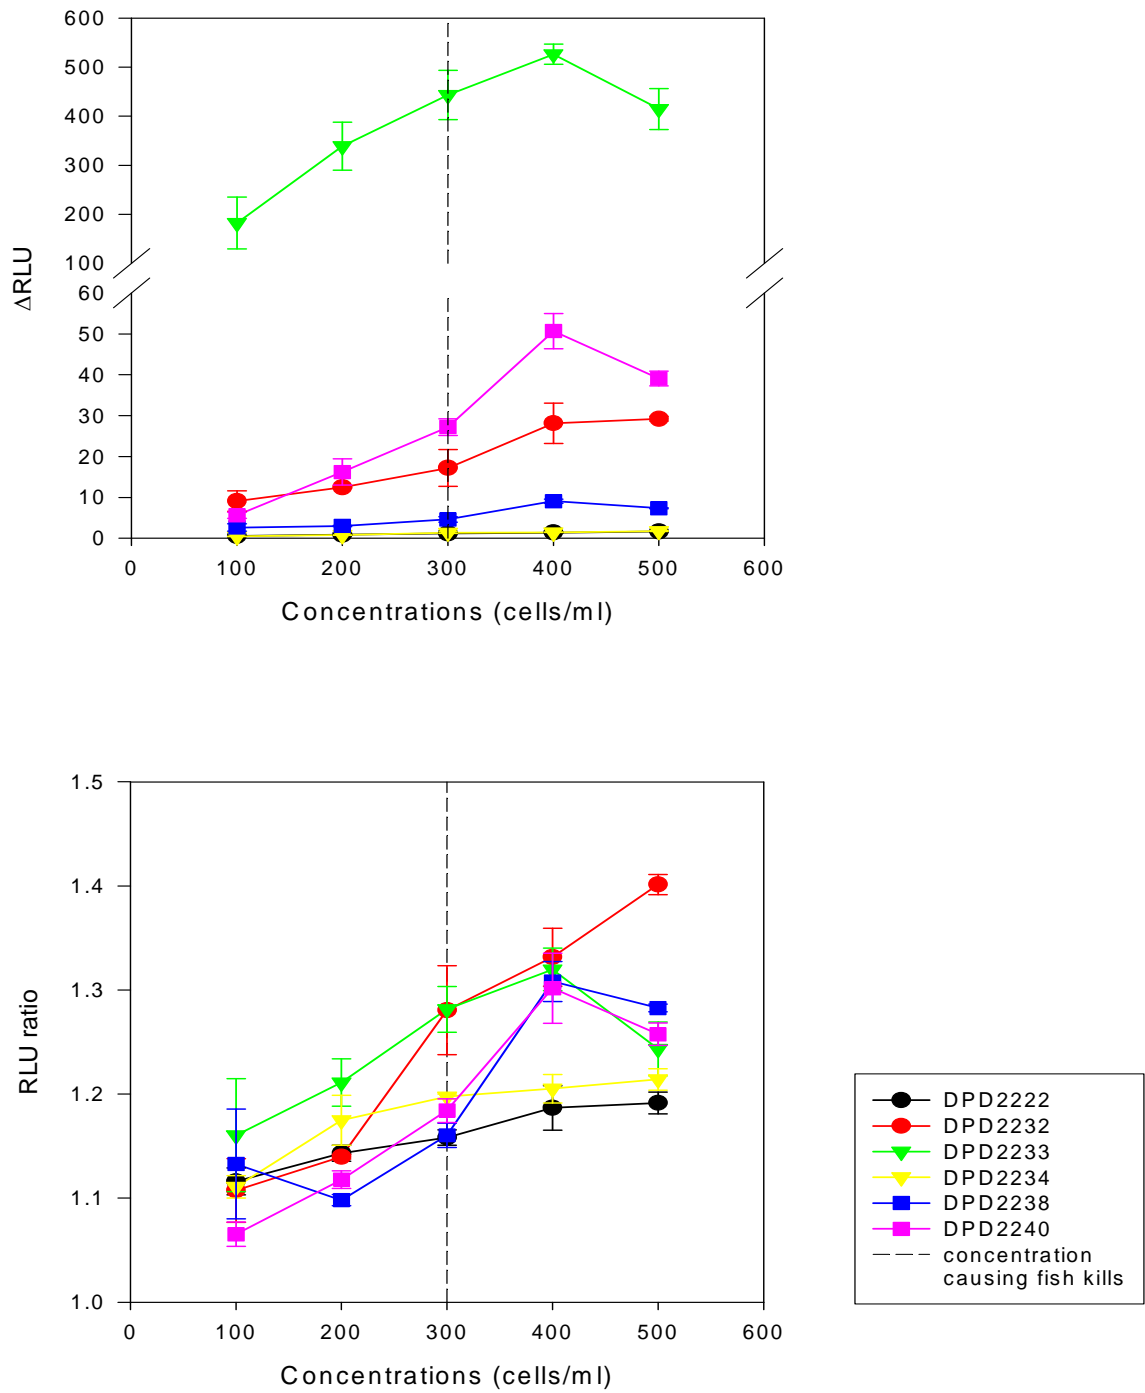 600
500
400
300
200
100
60
50
40
30
20
10
0
ΔRLU
0 100 200 300 400 500 600
Concentrations (cells/ml)
1.5
1.4
1.3
1.2
1.1
1.0
RLU ratio
0 100 200 300 400 500 600
Concentrations (cells/ml)
DPD2222
DPD2232
DPD2233
DPD2234
DPD2238
DPD2240
concentration
causing fish kills